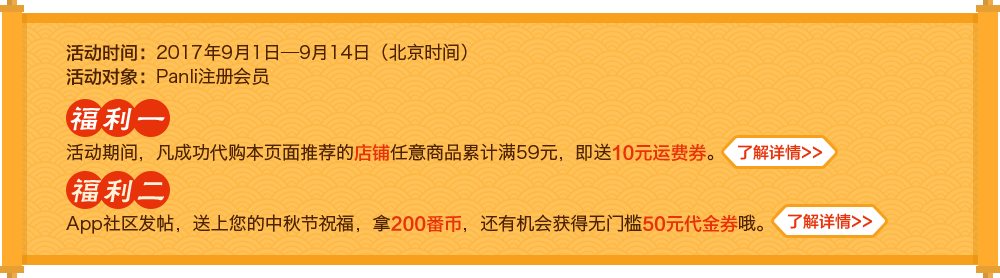 活动时间：2017年9月1日—9月14日（北京时间）
活动对象：Panli注册会员
福利一
活动期间，凡成功代购本页面推荐的店铺任意商品累计满59元，即送10元运费券。 了解详情>>
福利二
App社区发帖，送上您的中秋节祝福，拿200番币，还有机会获得无门槛50元代金券哦。 了解详情>>